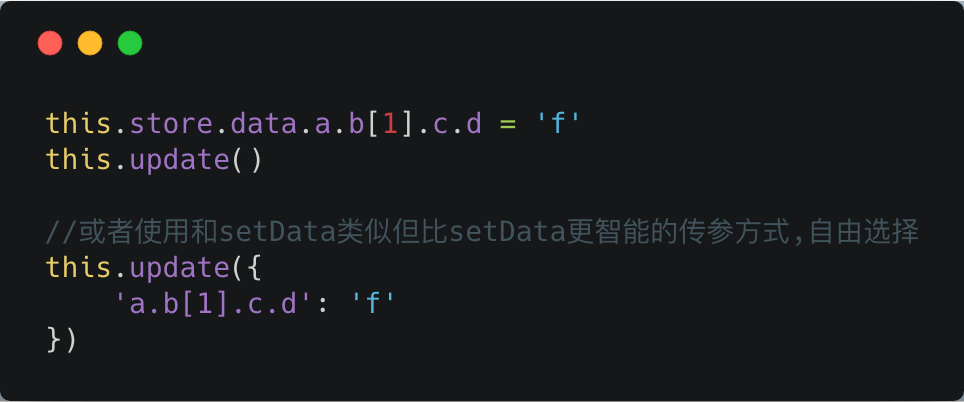 this.store.data.a.b[1].c.d = 'f'
this.update()
//或者使用和setData类似但比setData更智能的传参方式,自由选择
this.update({
'a.b[1].c.d': 'f'
})